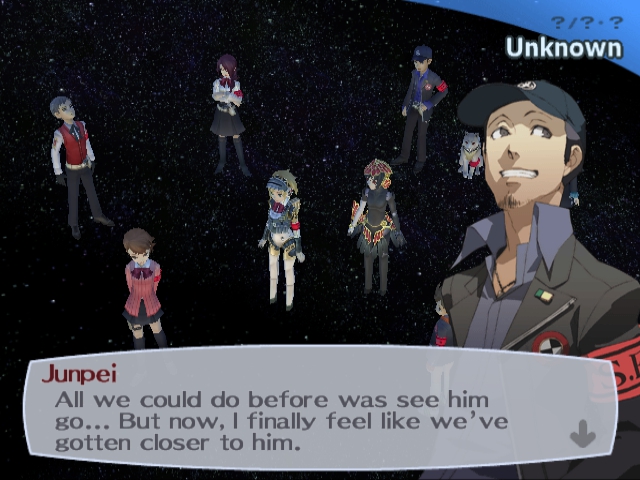 ?/?・?
Unknown
Junpei
All we could do before was see him
go... But now, I finally feel like we've
gotten closer to him.